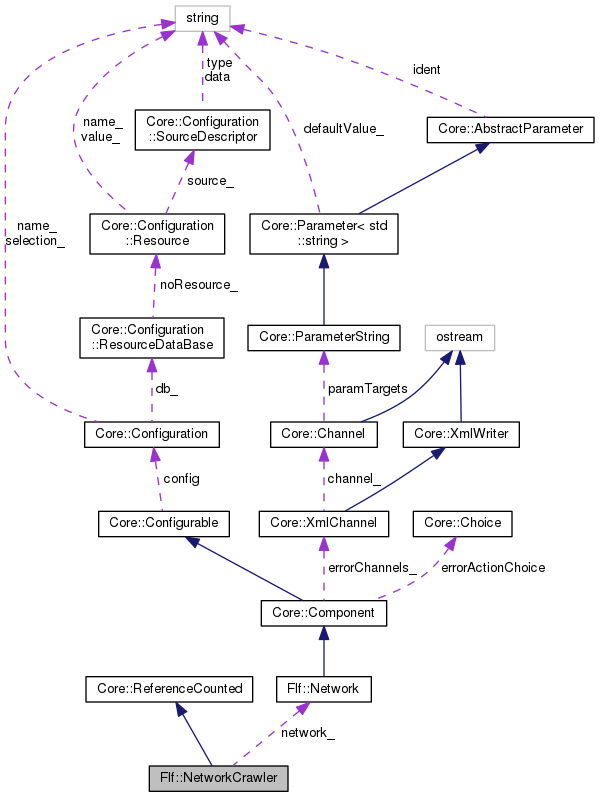 string
type
data
ident
name_
value_
defaultValue_
Core::Configuration
::SourceDescriptor
Core::AbstractParameter
source_
name_
selection_
Core::Configuration
::Resource
Core::Parameter< std
::string >
noResource_
Core::Configuration
::ResourceDataBase
Core::ParameterString
ostream
db_
paramTargets
Core::Configuration
Core::Channel
Core::XmlWriter
config
channel_
Core::Configurable
Core::XmlChannel
Core::Choice
errorChannels_
errorActionChoice
Core::Component
Core::ReferenceCounted
Flf::Network
network_
Flf::NetworkCrawler